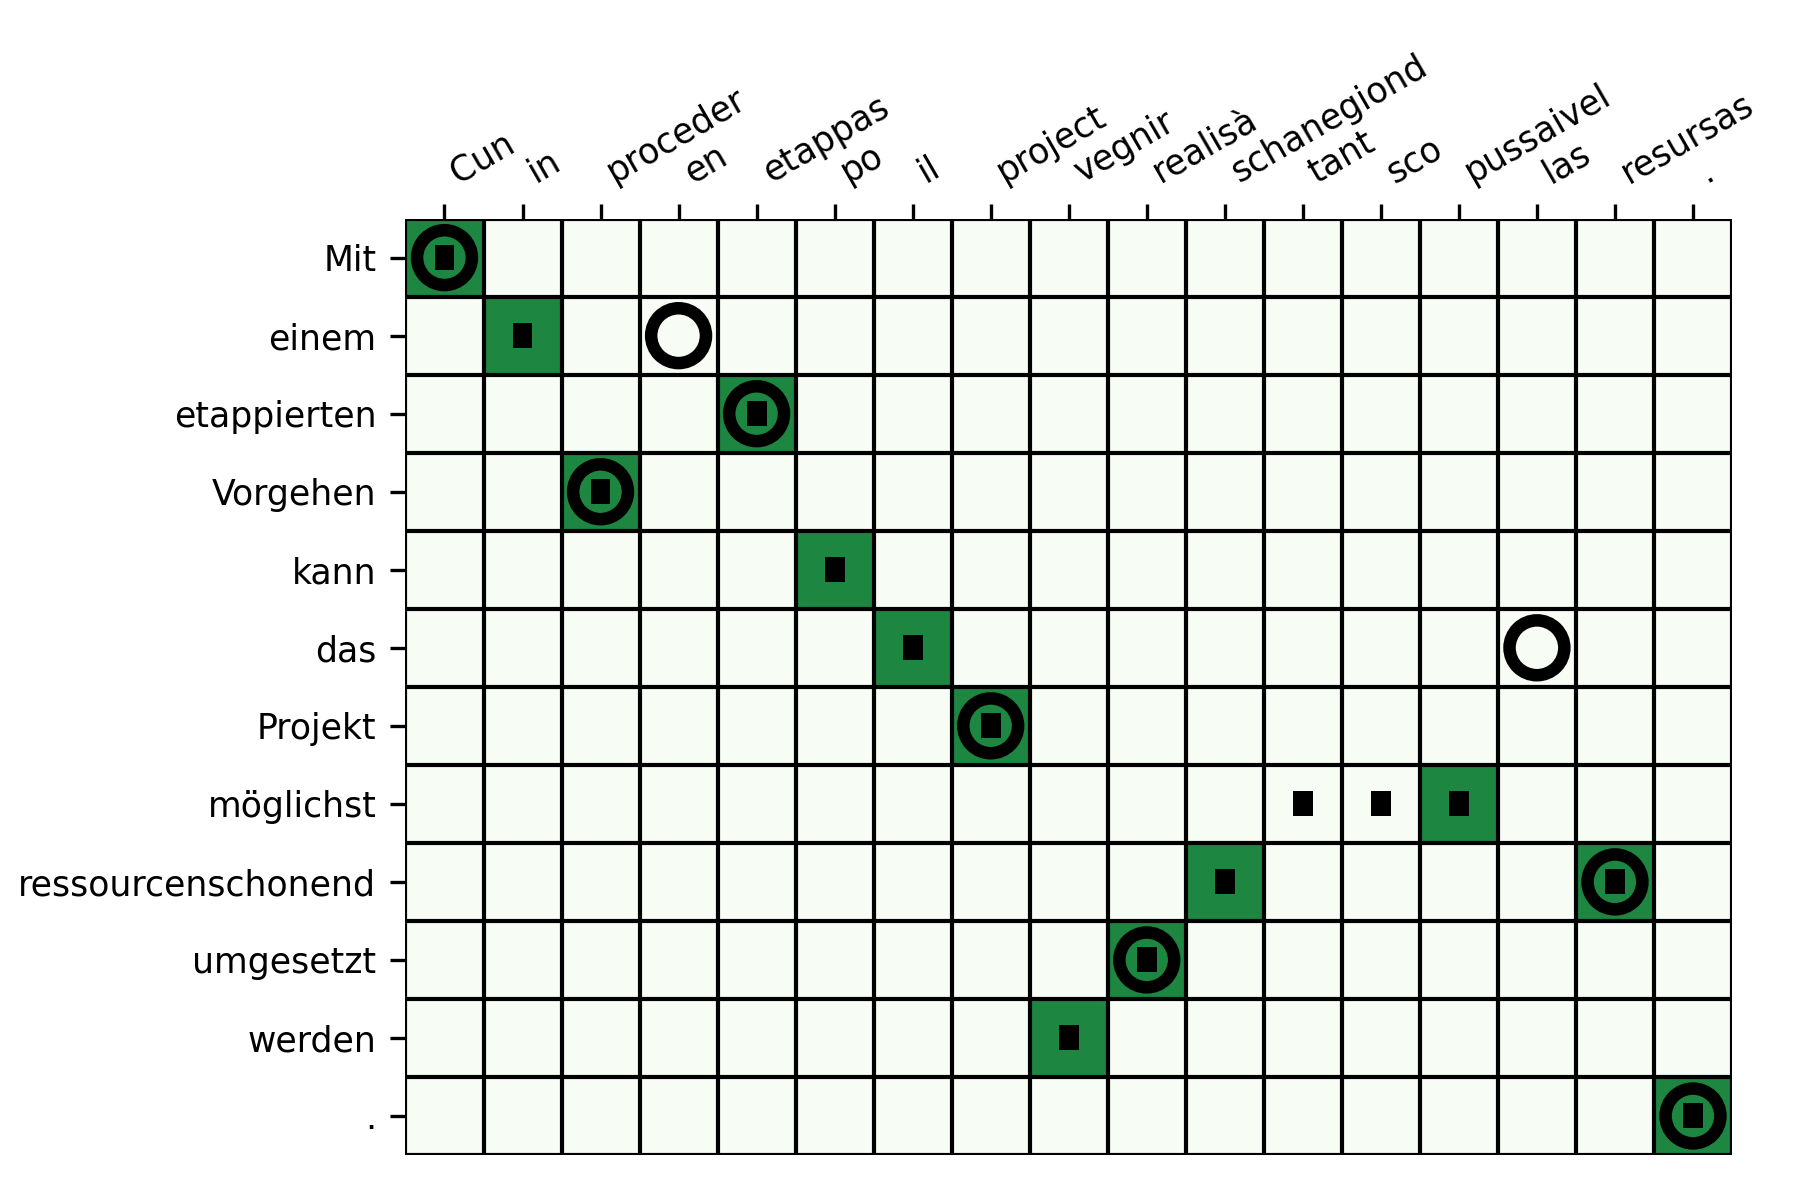 Cun
in
proceder
en
etappas
po
il
project
vegnir
realisà
schanegiond
tant
sco
pussaivel
las
resursas
.
Mit
einem
etappierten
Vorgehen
kann
das
Projekt
möglichst
ressourcenschonend
umgesetzt
werden
.